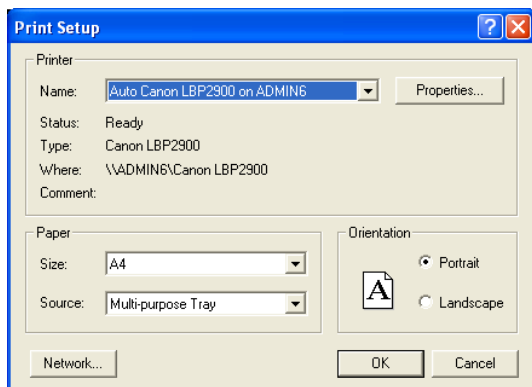 Print Setup
Printer
Name: Auto Canon LBP2900 on ADMIN6 Properties...
Status: Ready
Type: Canon LBP2900
Where: \\ADMIN6\Canon LBP2900
Comment:
Paper
Size: A4
Source: Multi-purpose Tray
Orientation
A
Portrait
Landscape
Network... OK Cancel